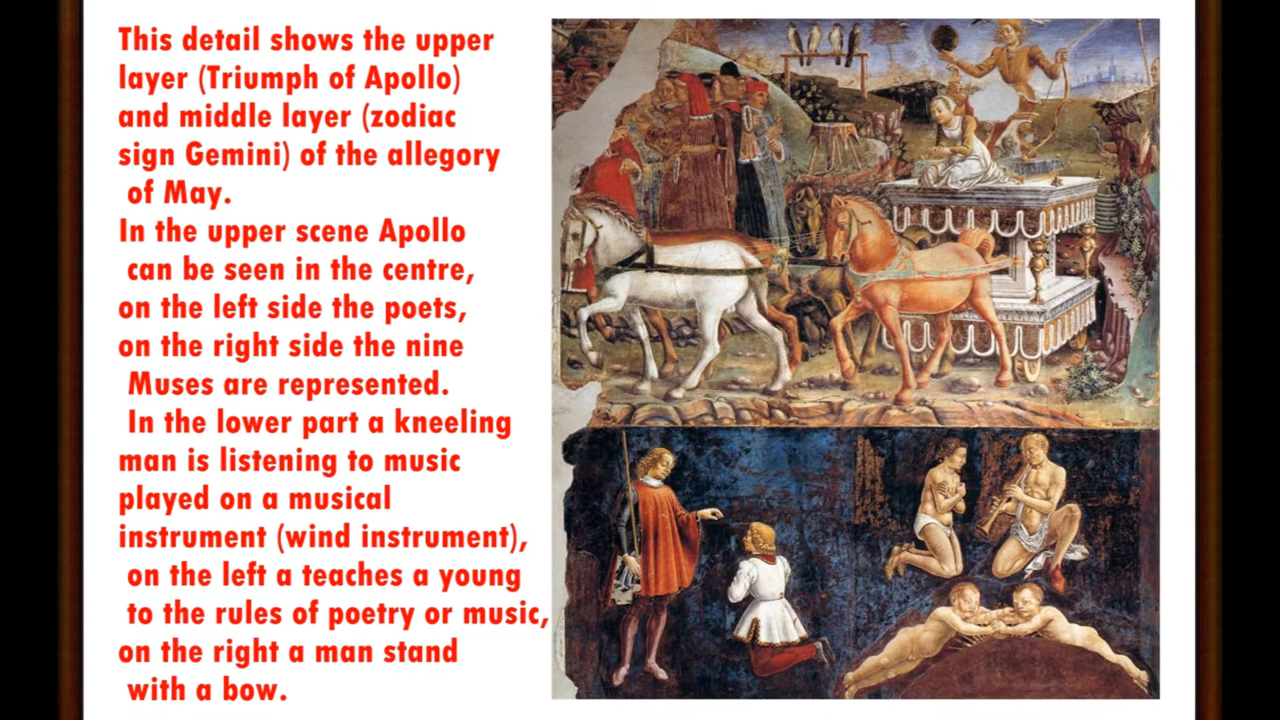 This detail shows the upper
layer (Triumph of Apollo)
and middle layer (zodiac
sign Gemini) of the allegory
of May.
In the upper scene Apollo
can be seen in the centre,
on the left side the poets,
on the right side the nine
Muses are represented.
In the lower part a kneeling
man is listening to music
played on a musical
instrument (wind instrument),
on the left a teaches a young
to the rules of poetry or music,
on the right a man stand
with a bow.